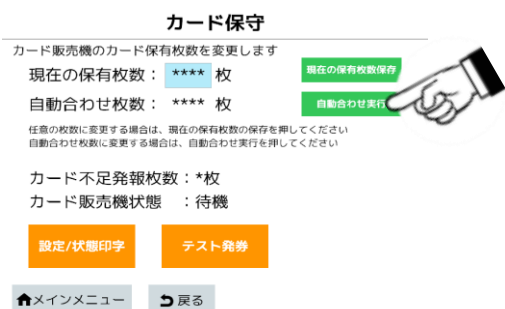 カード保守
カード販売機のカード保有枚数を変更します
現在の保有枚数： **** 枚
現在の保有枚数保存
自動合わせ枚数： **** 枚
自動合わせ実行
任意の枚数に変更する場合は、現在の保有枚数の保存を押してください
自動合わせ枚数に変更する場合は、自動合わせ実行を押してください
カード不足発報枚数：*枚
カード販売機状態　：待機
設定/状態印字
テスト発券
メインメニュー
戻る